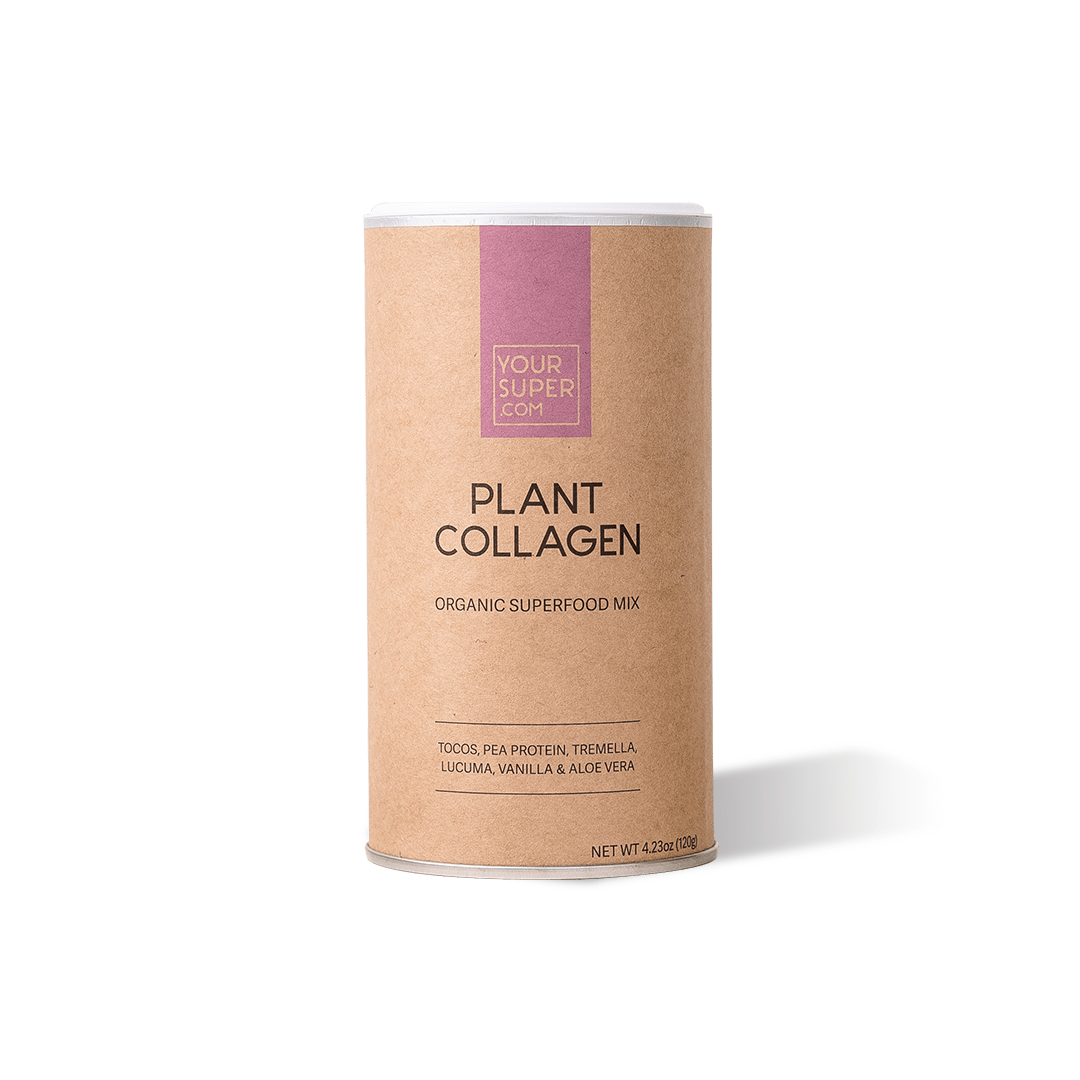 YOUR
SUPER
.COM
PLANT
COLLAGEN
ORGANIC SUPERFOOD MIX
TOCOS, PEA PROTEIN, TREMELLA,
LUCUMA, VANILLA & ALOE VERA
NET WT 4.23oz (120g)